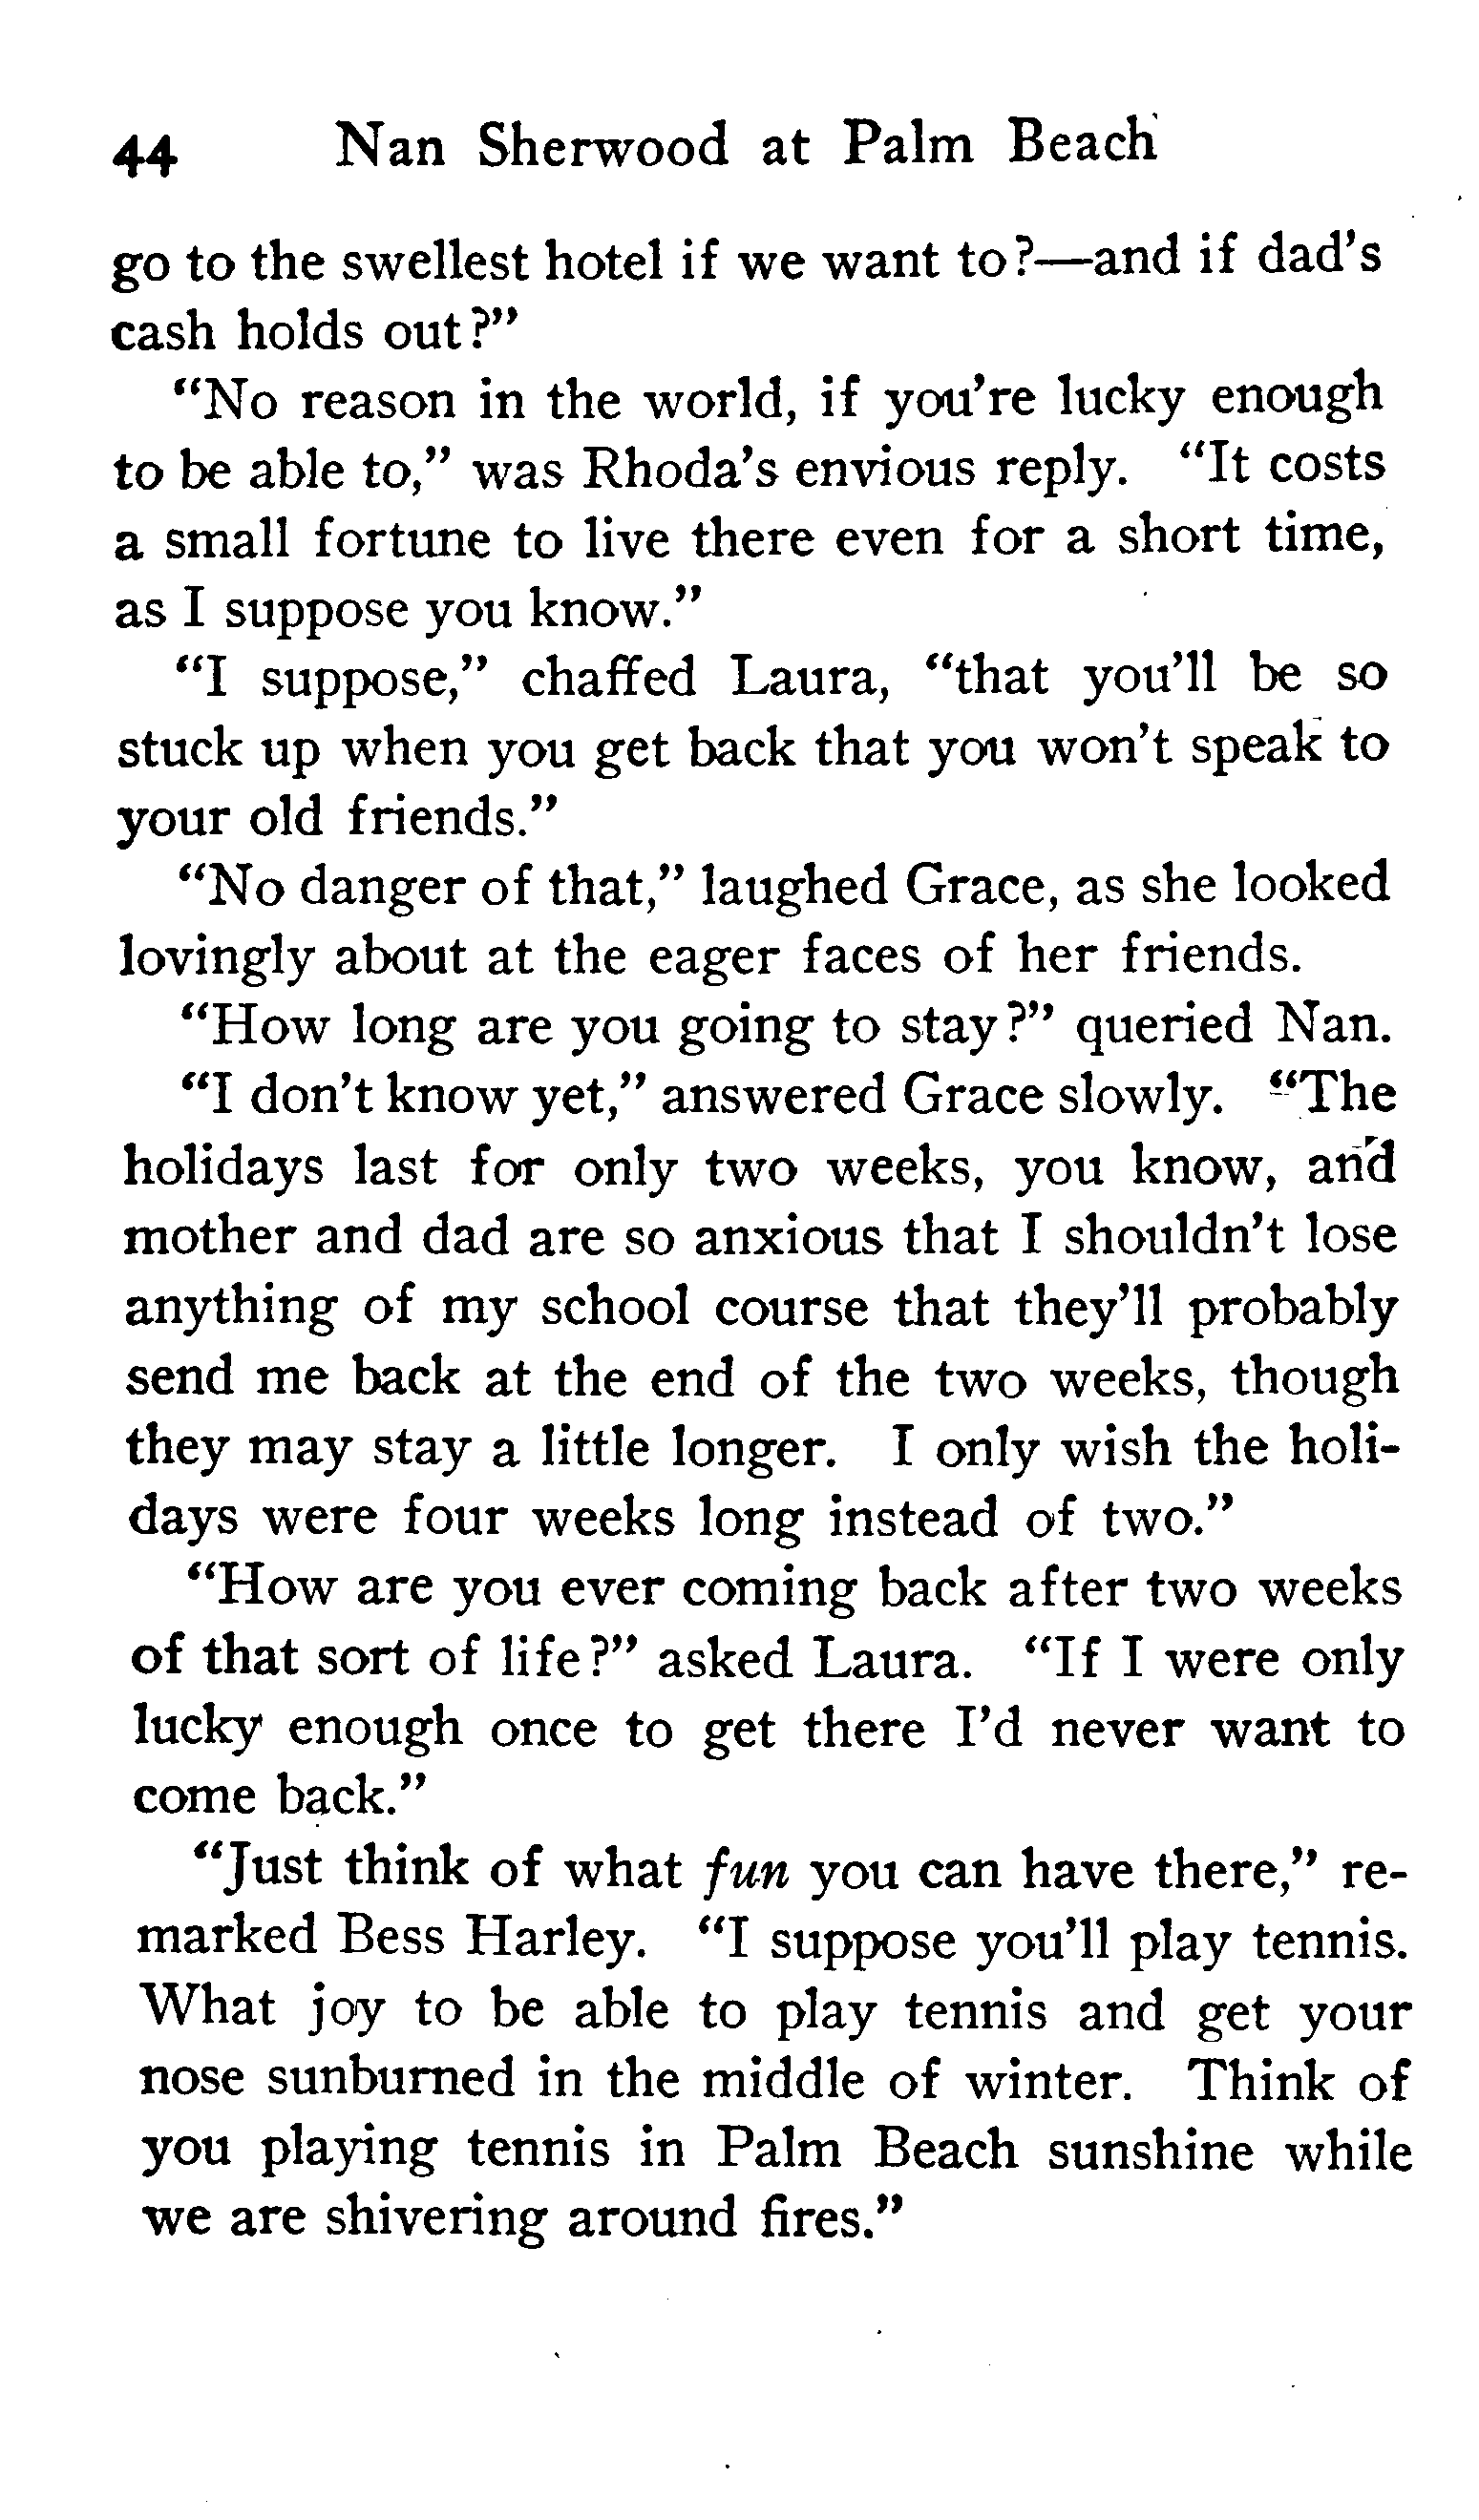 44 Nan Sherwood at Palm Beach
go to the swellest hotel if we want to?—and if dad's
cash holds out?"
"No reason in the world, if you're lucky enough
to be able to," was Rhoda's envious reply. "It costs
a small fortune to live there even for a short time,
as I suppose you know."
"I suppose," chaffed Laura, "that you'll be so
stuck up when you get back that you won't speak to
your old friends."
"No danger of that," laughed Grace, as she looked
lovingly about at the eager faces of her friends.
"How long are you going to stay?" queried Nan.
"I don't know yet," answered Grace slowly. "The
holidays last for only two weeks, you know, and
mother and dad are so anxious that I shouldn't lose
anything of my school course that they'll probably
send me back at the end of the two weeks, though
they may stay a little longer. I only wish the holi-
days were four weeks long instead of two."
"How are you ever coming back after two weeks
of that sort of life?" asked Laura. "If I were only
lucky enough once to get there I'd never want to
come back."
"Just think of what fun you can have there," re-
marked Bess Harley. "I suppose you'll play tennis.
What joy to be able to play tennis and get your
nose sunburned in the middle of winter. Think of
you playing tennis in Palm Beach sunshine while
we are shivering around fires."